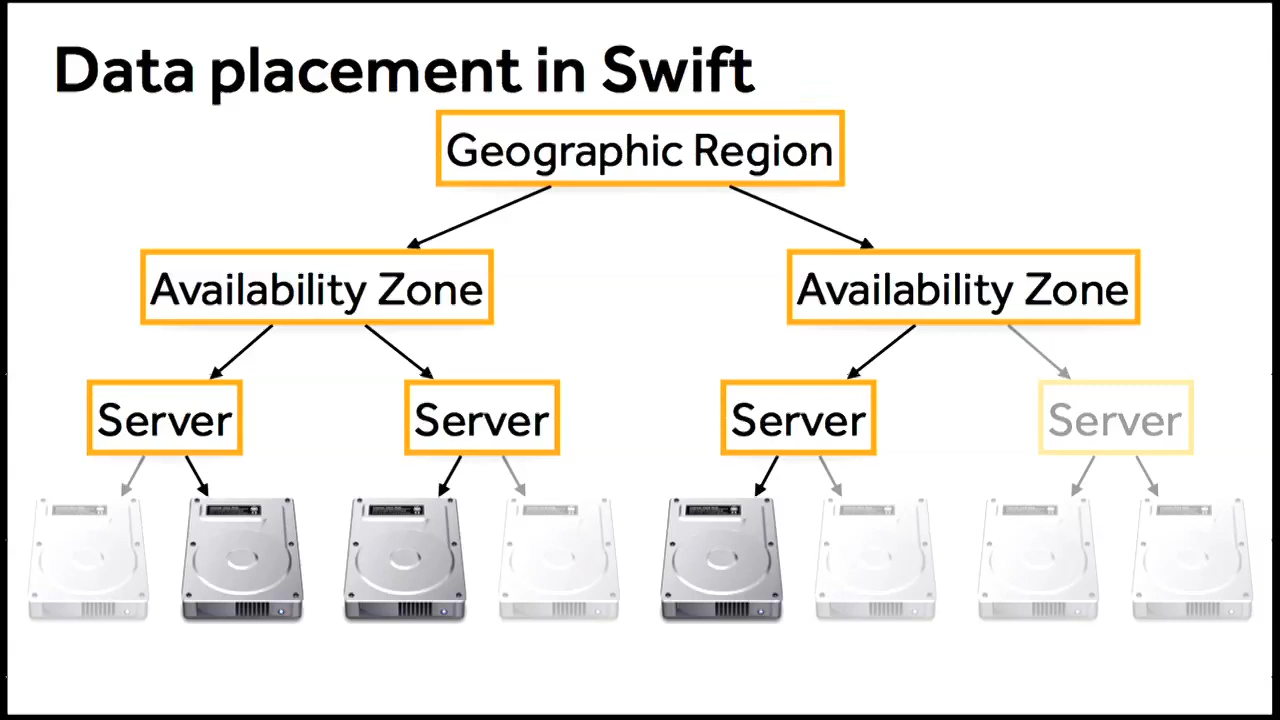 Data placement in Swift
Geographic Region
Availability Zone
Availability Zone
Server
Server
Server
Server